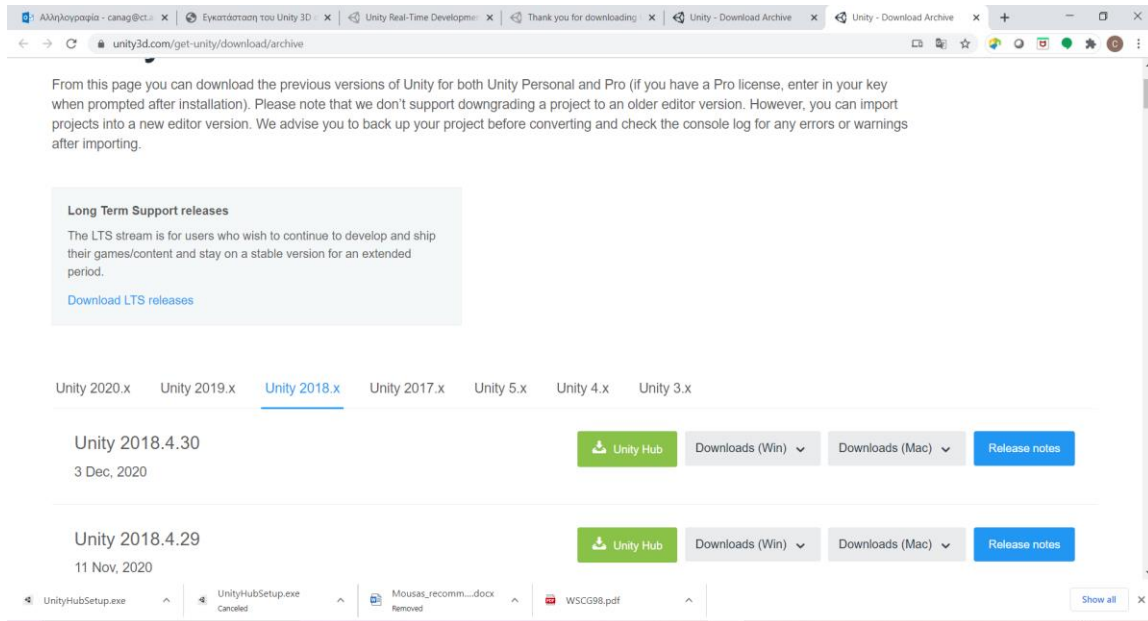 Αλληλογραφία - canag@ct.a
Εγκατάσταση του Unity 3D
Unity Real-Time Developmen
Thank you for downloading
Unity - Download Archive
Unity - Download Archive
unity3d.com/get-unity/download/archive
C
From this page you can download the previous versions of Unity for both Unity Personal and Pro (if you have a Pro license, enter in your key
when prompted after installation). Please note that we don't support downgrading a project to an older editor version. However, you can import
projects into a new editor version. We advise you to back up your project before converting and check the console log for any errors or warnings
after importing.
Long Term Support releases
The LTS stream is for users who wish to continue to develop and ship
their games/content and stay on a stable version for an extended
period.
Download LTS releases
Unity 2020.x Unity 2019.x Unity 2018.x Unity 2017.x Unity 5.x Unity 4.x Unity 3.x
Unity 2018.4.30
3 Dec, 2020
Unity Hub Downloads (Win) Downloads (Mac) Release notes
Unity 2018.4.29
11 Nov, 2020
Unity Hub Downloads (Win) Downloads (Mac) Release notes
UnityHubSetup.exe
UnityHubSetup.exe
Canceled
Mousas_recomm....docx
Removed
WSCG98.pdf
Show all